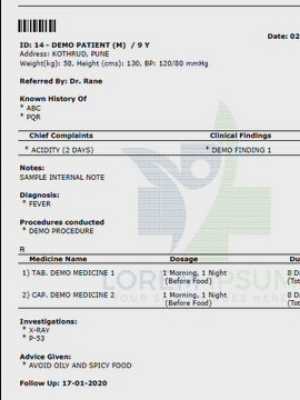 Date: 02
ID: 14 - DEMO PATIENT (M) / 9 Y
Address: KOTHRUD, PUNE
Weight(kg): 50, Height (cms): 130, BP: 120/80 mmHg
Referred By: Dr. Rane
Known History Of
* ABC
* PQR
Chief Complaints Clinical Findings
* ACIDITY (2 DAYS) * DEMO FINDING 1
Notes:
SAMPLE INTERNAL NOTE
Diagnosis:
* FEVER
Procedures conducted
* DEMO PROCEDURE
R
Medicine Name Dosage Du
1) TAB. DEMO MEDICINE 1 1 Morning, 1 Night 8 D
(Before Food) (Tot
LOREM IPSUM
2) CAP. DEMO MEDICINE 2 1 Morning, 1 Night 8 D
(Before Food) (Tot
Investigations:
* X-RAY
* P-53
Advice Given:
* AVOID OILY AND SPICY FOOD
Follow Up: 17-01-2020